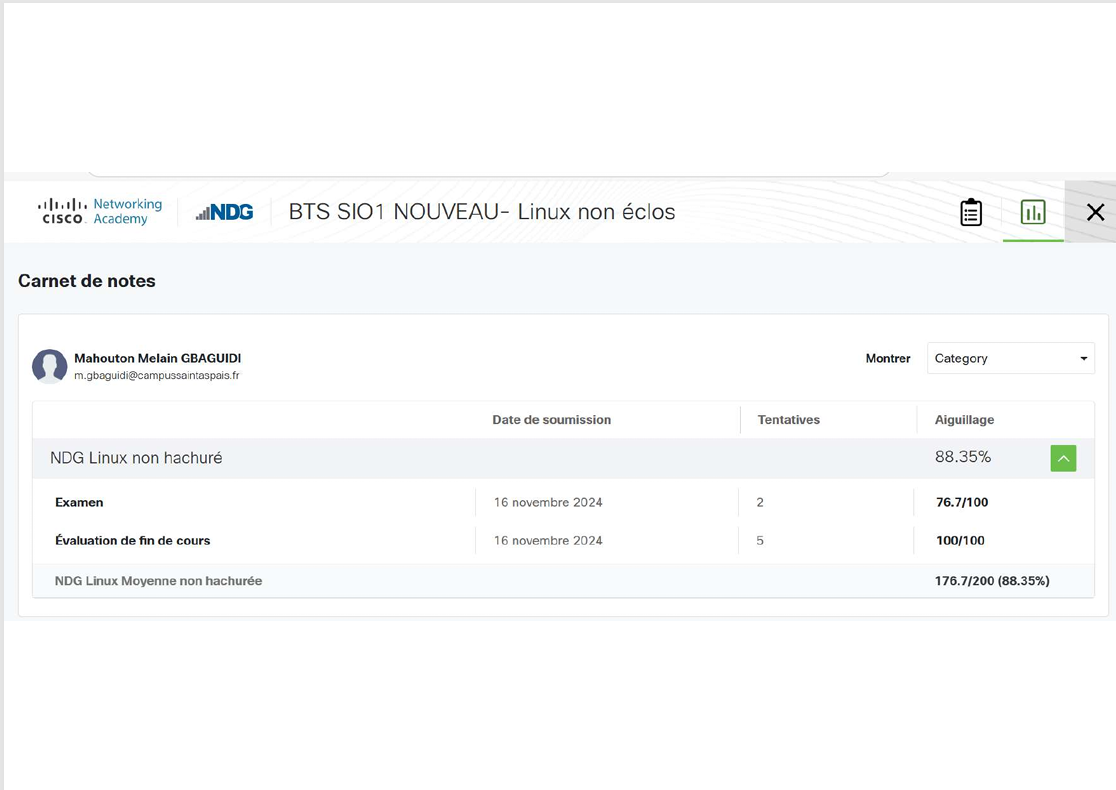 Networking
CISCO Academy
NDG
BTS SIO1 NOUVEAU- Linux non éclos
Carnet de notes
Mahouton Melain GBAGUIDI
m.gbaguidi@campussaintaspais.fr
Montrer Category
Date de soumission Tentatives Aiguillage
NDG Linux non hachuré 88.35%
Examen 16 novembre 2024 2 76.7/100
Évaluation de fin de cours 16 novembre 2024 5 100/100
NDG Linux Moyenne non hachurée 176.7/200 (88.35%)